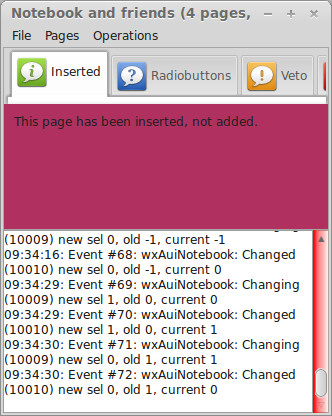 Notebook and friends (4 pages,
File Pages Operations
Inserted Radiobuttons Veto
This page has been inserted, not added.
(10009) new sel 0, old -1, current -1
09:34:16: Event #68: wxAuiNotebook: Changed
(10010) new sel 0, old -1, current 0
09:34:29: Event #69: wxAuiNotebook: Changing
(10009) new sel 1, old 0, current 0
09:34:29: Event #70: wxAuiNotebook: Changed
(10010) new sel 1, old 0, current 1
09:34:30: Event #71: wxAuiNotebook: Changing
(10009) new sel 0, old 1, current 1
09:34:30: Event #72: wxAuiNotebook: Changed
(10010) new sel 0, old 1, current 0